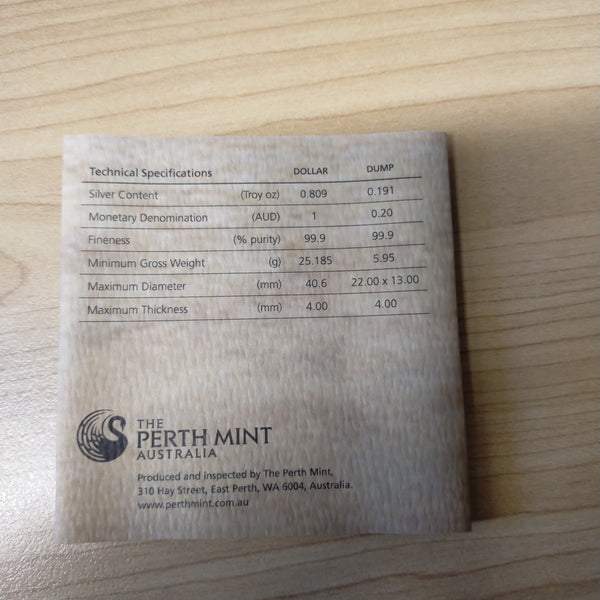 Technical Specifications DOLLAR DUMP
Silver Content (Troy oz) 0.809 0.191
Monetary Denomination (AUD) 1 0.20
Fineness (% purity) 99.9 99.9
Minimum Gross Weight (g) 25.185 5.95
Maximum Diameter (mm) 40.6 22.00 x 13.00
Maximum Thickness (mm) 4.00 4.00
THE
PERTH MINT
AUSTRALIA
Produced and inspected by The Perth Mint,
310 Hay Street, East Perth, WA 6004, Australia.
www.perthmint.com.au